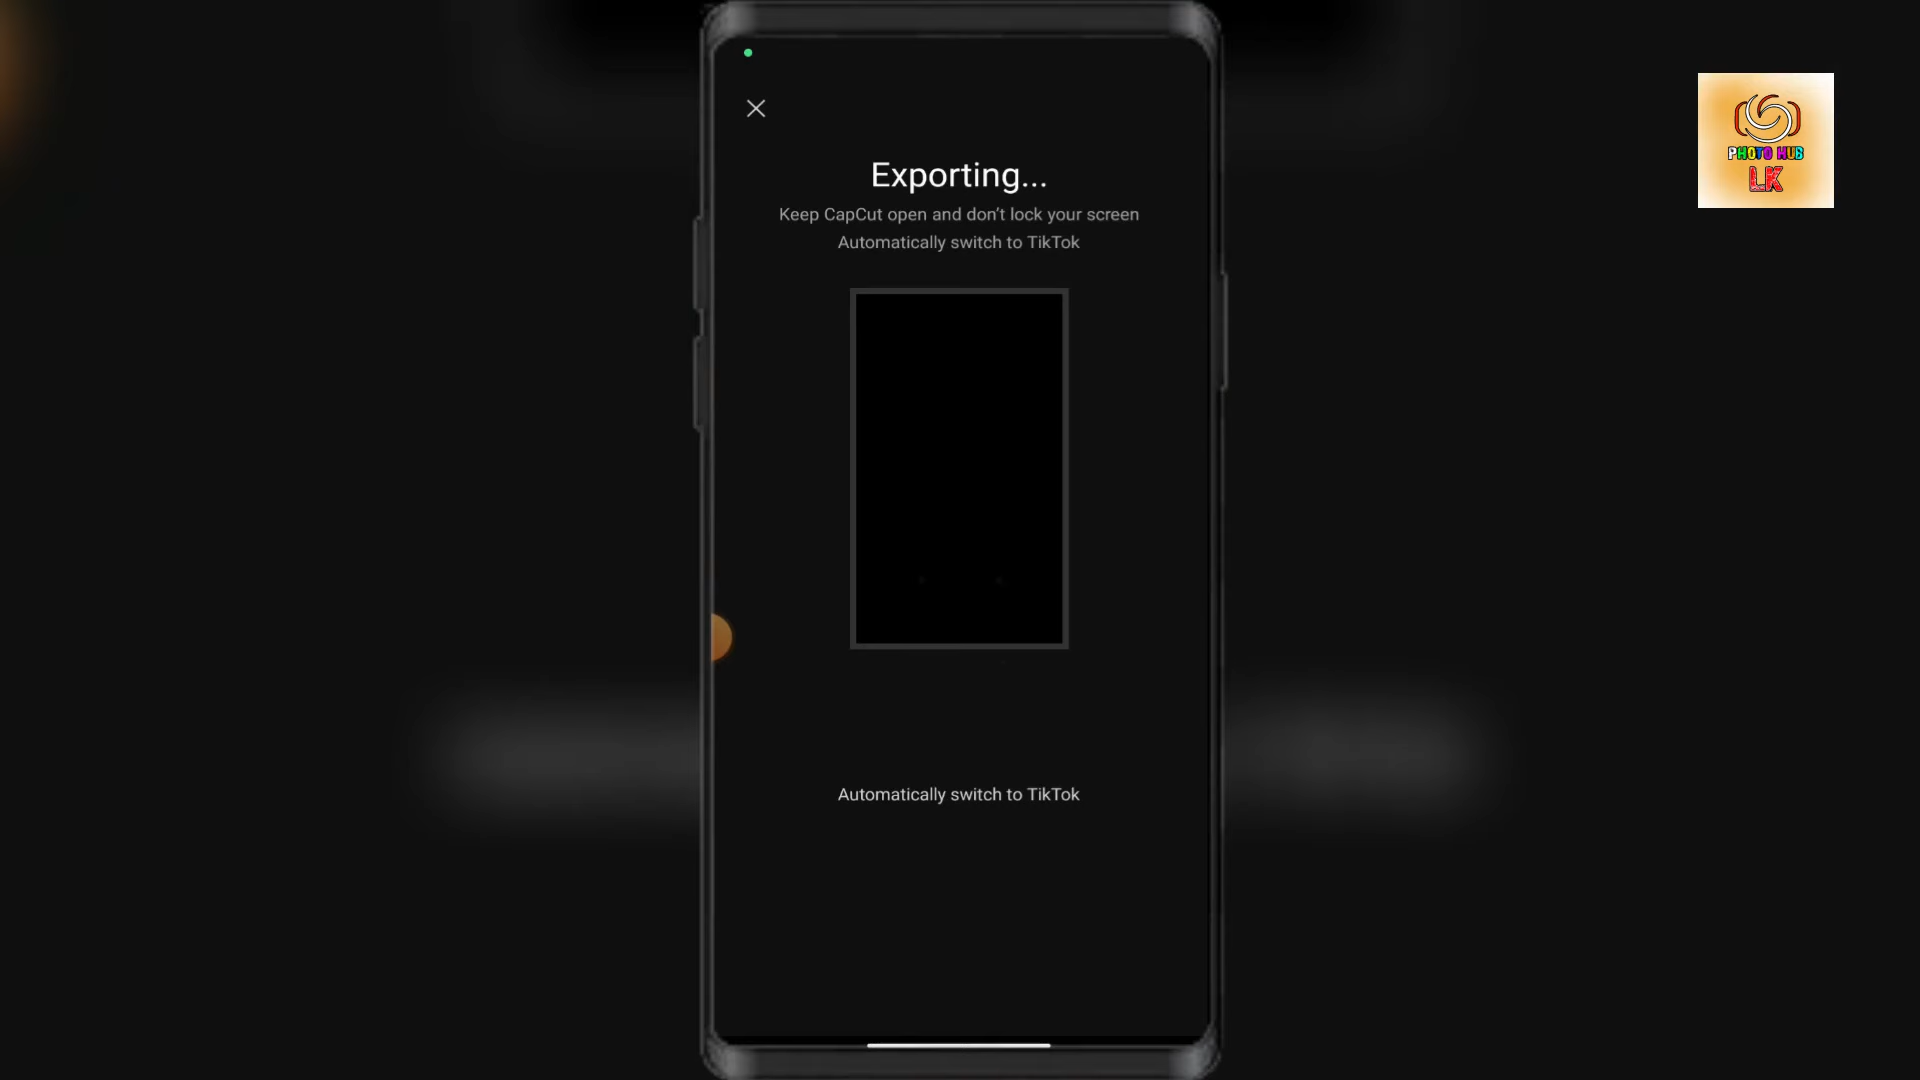 Exporting...
Keep CapCut open and don't lock your screen
Automatically switch to TikTok
Automatically switch to TikTok
PHOTO HUB
LK